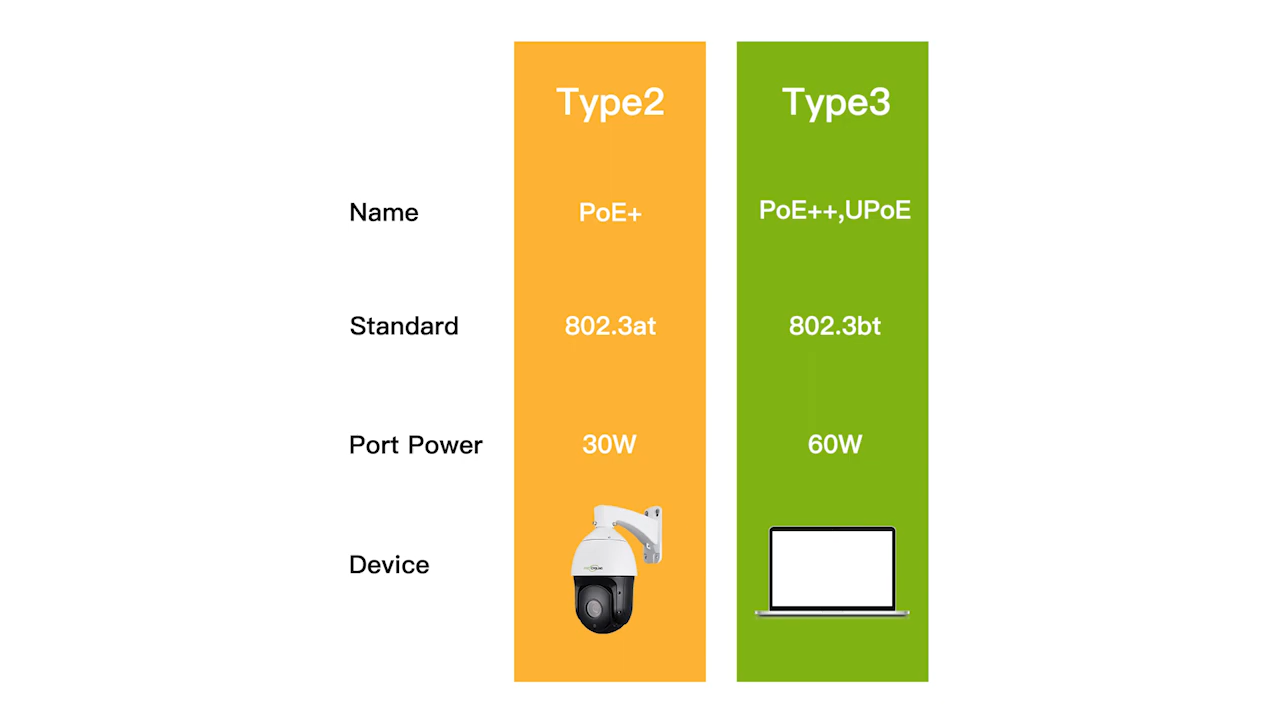 Type2 Type3
Name PoE+ PoE++,UPoE
Standard 802.3at 802.3bt
Port Power 30W 60W
Device